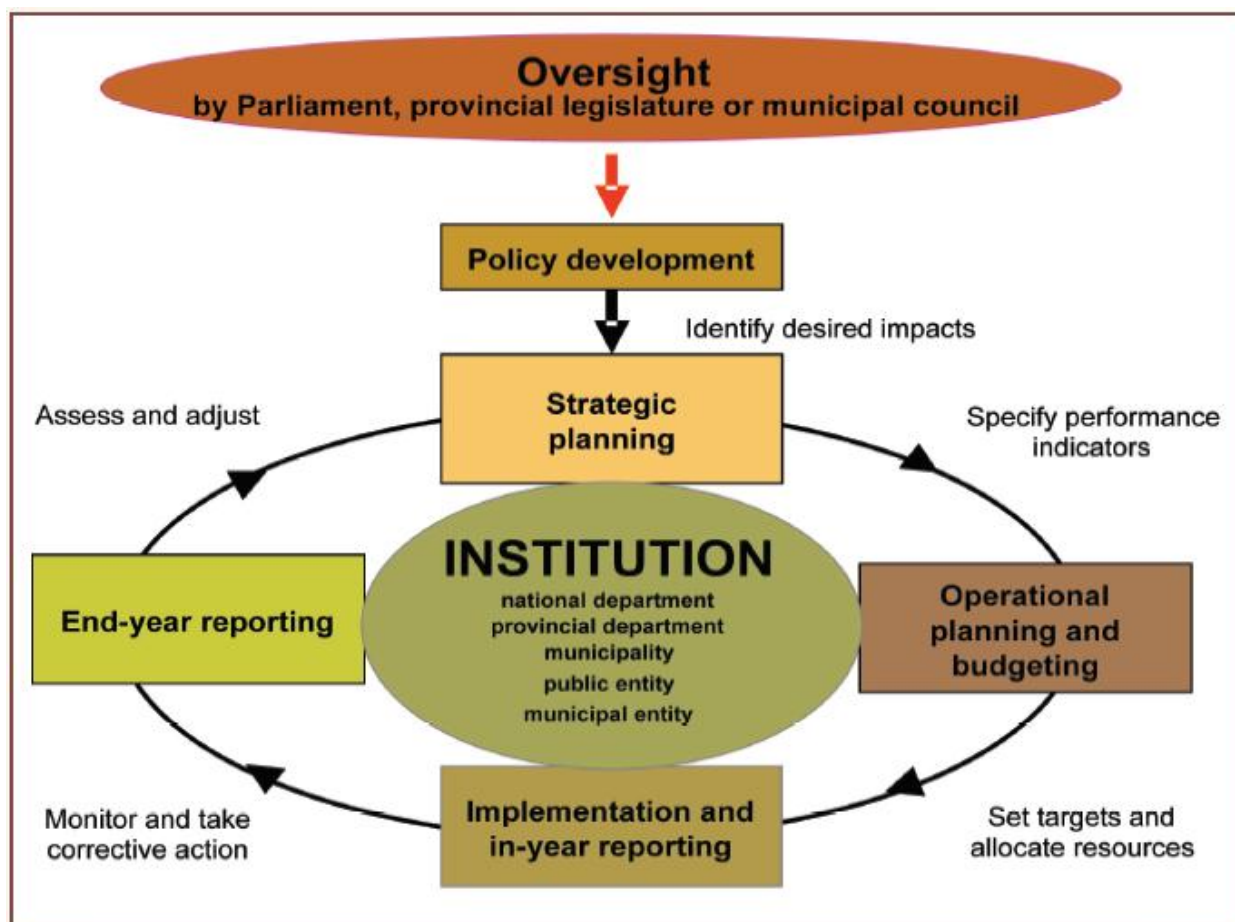 Oversight
by Parliament, provincial legislature or municipal council
Policy development
Identify desired impacts
Strategic
planning
Assess and adjust
Specify performance
indicators
INSTITUTION
national department
provincial department
municipality
public entity
municipal entity
End-year reporting
Operational
planning and
budgeting
Implementation and
in-year reporting
Monitor and take
corrective action
Set targets and
allocate resources